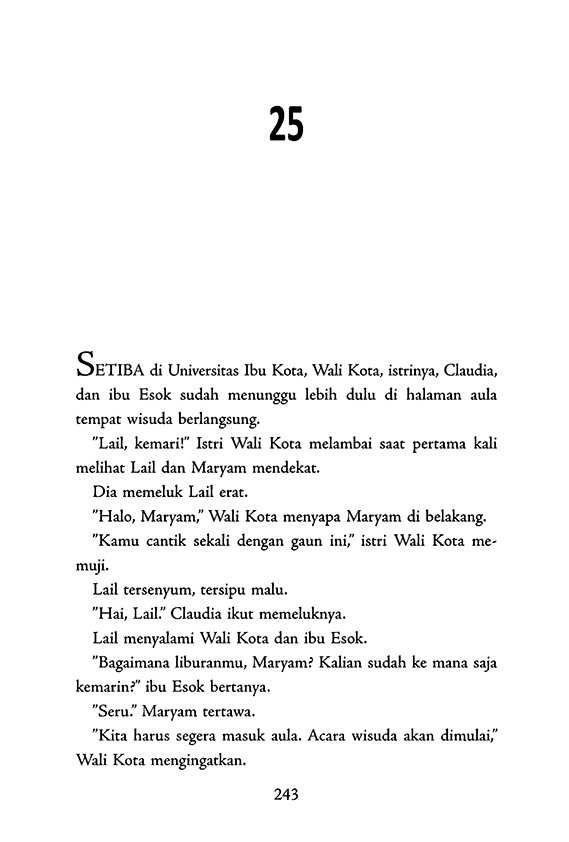 25
SETIBA di Universitas Ibu Kota, Wali Kota, istrinya, Claudia,
dan ibu Esok sudah menunggu lebih dulu di halaman aula
tempat wisuda berlangsung.
”Lail, kemari!” Istri Wali Kota melambai saat pertama kali
melihat Lail dan Maryam mendekat.
Dia memeluk Lail erat.
”Halo, Maryam,” Wali Kota menyapa Maryam di belakang.
”Kamu cantik sekali dengan gaun ini,” istri Wali Kota me-
muji.
Lail tersenyum, tersipu malu.
”Hai, Lail.” Claudia ikut memeluknya.
Lail menyalami Wali Kota dan ibu Esok.
”Bagaimana liburanmu, Maryam? Kalian sudah ke mana saja
kemarin?” ibu Esok bertanya.
”Seru.” Maryam tertawa.
”Kita harus segera masuk aula. Acara wisuda akan dimulai,”
Wali Kota mengingatkan.
243